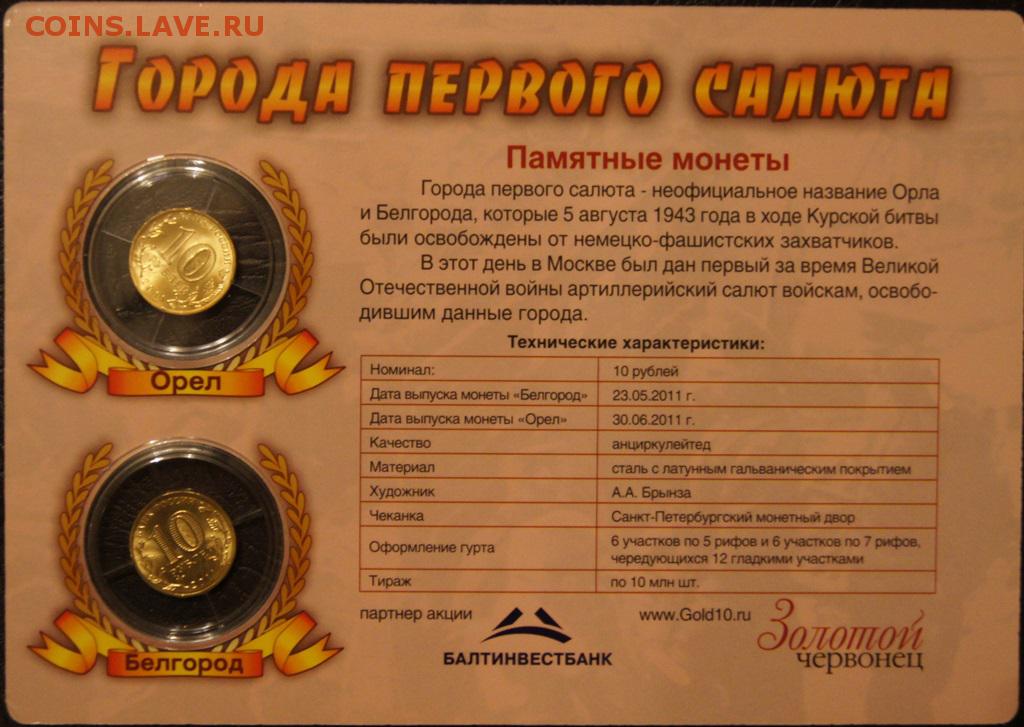 COINS.LAVE.RU
Города первого салюта
Памятные монеты
Города первого салюта - неофициальное название Орла
и Белгорода, которые 5 августа 1943 года в ходе Курской битвы
были освобождены от немецко-фашистских захватчиков.
В этот день в Москве был дан первый за время Великой
Отечественной войны артиллерийский салют войскам, освобо-
дившим данные города.
10
Орел
10
Белгород
Технические характеристики:
Номинал: 10 рублей
Дата выпуска монеты «Белгород» 23.05.2011 г.
Дата выпуска монеты «Орел» 30.06.2011 г.
Качество анциркулейтед
Материал сталь с латунным гальваническим покрытием
Художник А.А. Брынза
Чеканка Санкт-Петербургский монетный двор
Оформление гурта 6 участков по 5 рифов и 6 участков по 7 рифов,
чередующихся 12 гладкими участками
Тираж по 10 млн шт.
партнер акции
БАЛТИНВЕСТБАНК
www.Gold10.ru
Золотой
червонец